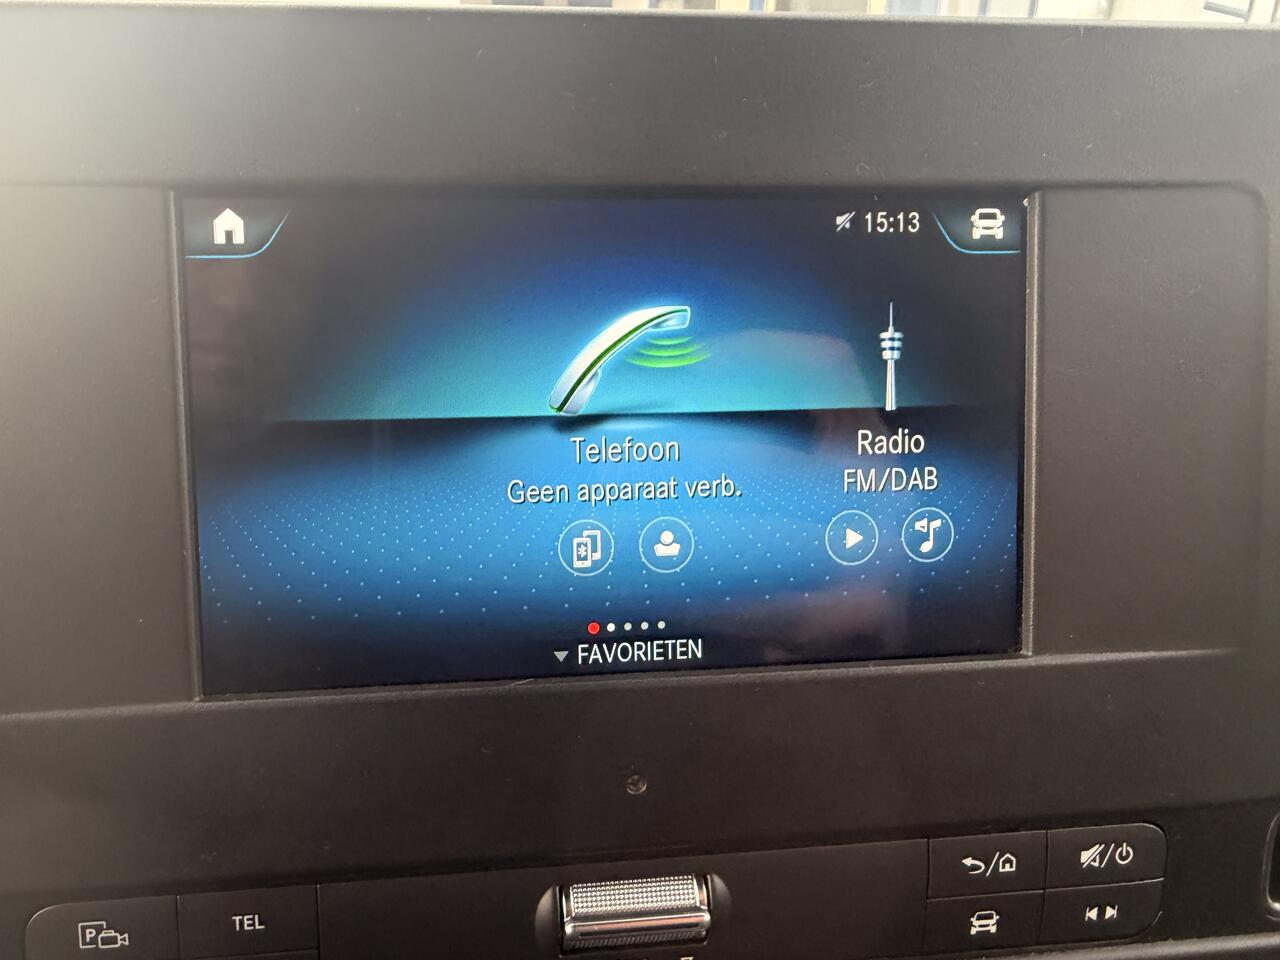 15:13
Telefoon
Geen apparaat verb.
Radio
FM/DAB
FAVORIETEN
P
TEL